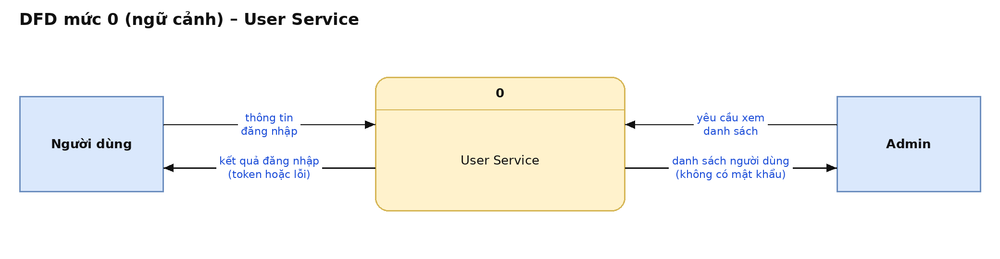 DFD mức 0 (ngữ cảnh) – User Service
Người dùng
thông tin
đăng nhập
kết quả đăng nhập
(token hoặc lỗi)
0
User Service
yêu cầu xem
danh sách
danh sách người dùng
(không có mật khẩu)
Admin